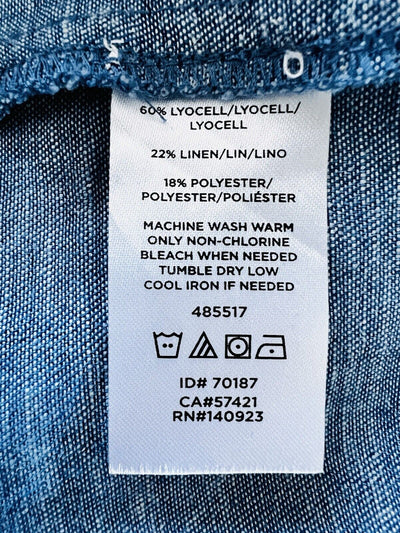 60% LYOCELL/LYOCELL/
LYOCELL
22% LINEN/LIN/LINO
18% POLYESTER/
POLYESTER/POLIÉSTER
MACHINE WASH WARM
ONLY NON-CHLORINE
BLEACH WHEN NEEDED
TUMBLE DRY LOW
COOL IRON IF NEEDED
485517
ID# 70187
CA#57421
RN#140923